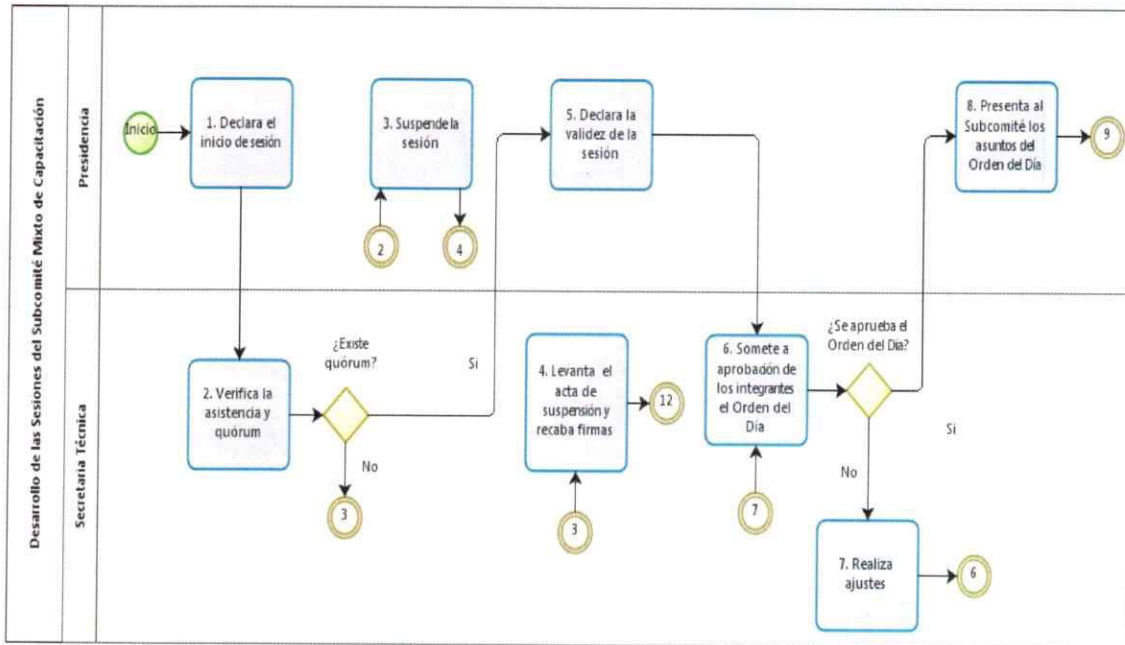 Desarrollo de las Sesiones del Subcomité Mixto de Capacitación
Presidencia
Inicio
1. Declara el
inicio de sesión
3. Suspende la
sesión
2
4
5. Declara la
validez de la
sesión
8. Presenta al
Subcomité los
asuntos del
Orden del Día
9
Secretaría Técnica
2. Verifica la
asistencia y
quórum
¿Existe
quórum?
Si
No
3
4. Levanta el
acta de
suspensión y
recaba firmas
12
3
6. Somete a
aprobación de
los integrantes
el Orden del
Día
7
¿Se aprueba el
Orden del Día?
Si
No
7. Realiza
ajustes
6